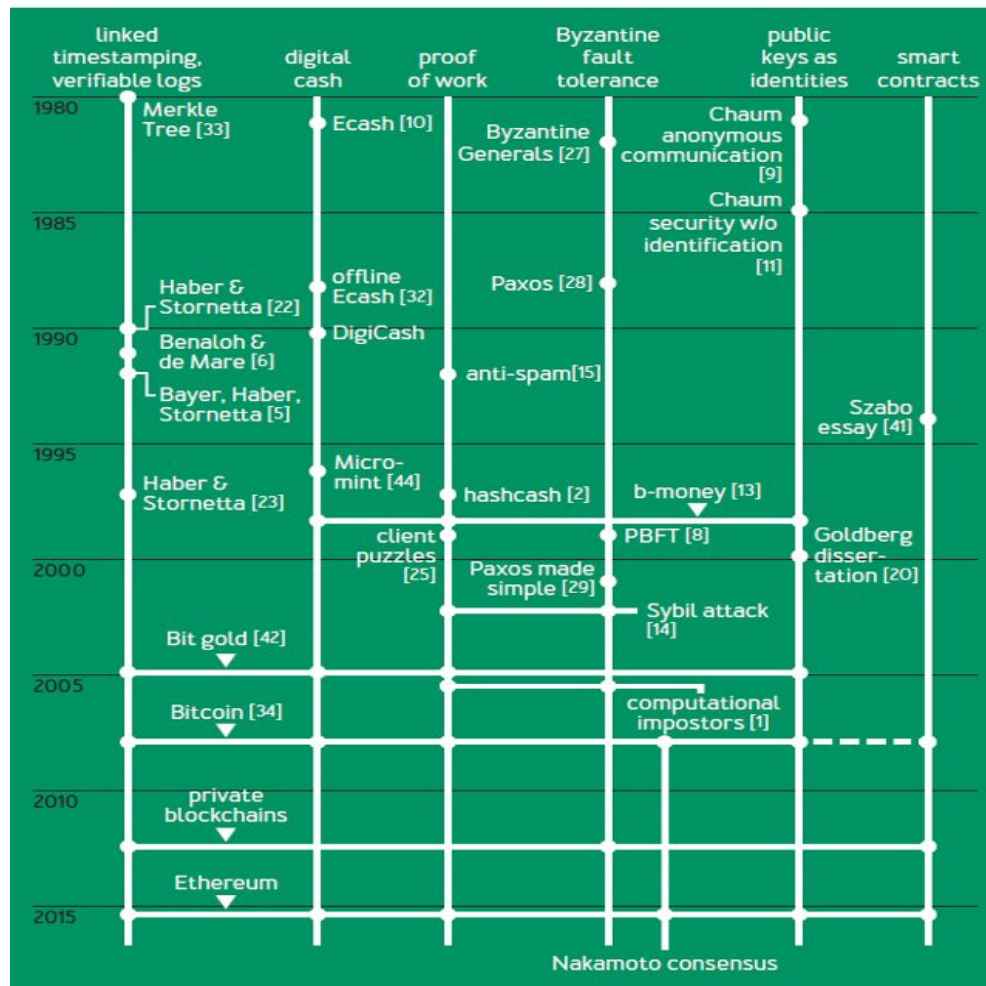 linked
timestamping,
verifiable logs
digital
cash
proof
of work
Byzantine
fault
tolerance
public
keys as
identities
smart
contracts
1980
Merkle
Tree [33]
Ecash [10]
Byzantine
Generals [27]
Chaum
anonymous
communication
[9]
1985
Chaum
security w/o
identification
[11]
Haber &
Stornetta [22]
offline
Ecash [32]
Paxos [28]
1990
DigiCash
Benaloh &
de Mare [6]
anti-spam[15]
Bayer, Haber,
Stornetta [5]
Szabo
essay [41]
1995
Micro-
mint [44]
Haber &
Stornetta [23]
hashcash [2]
b-money [13]
client
puzzles
[25]
PBFT [8]
Goldberg
disser-
tation [20]
2000
Paxos made
simple [29]
Sybil attack
[14]
Bit gold [42]
2005
computational
impostors [1]
Bitcoin [34]
2010
private
blockchains
Ethereum
2015
Nakamoto consensus